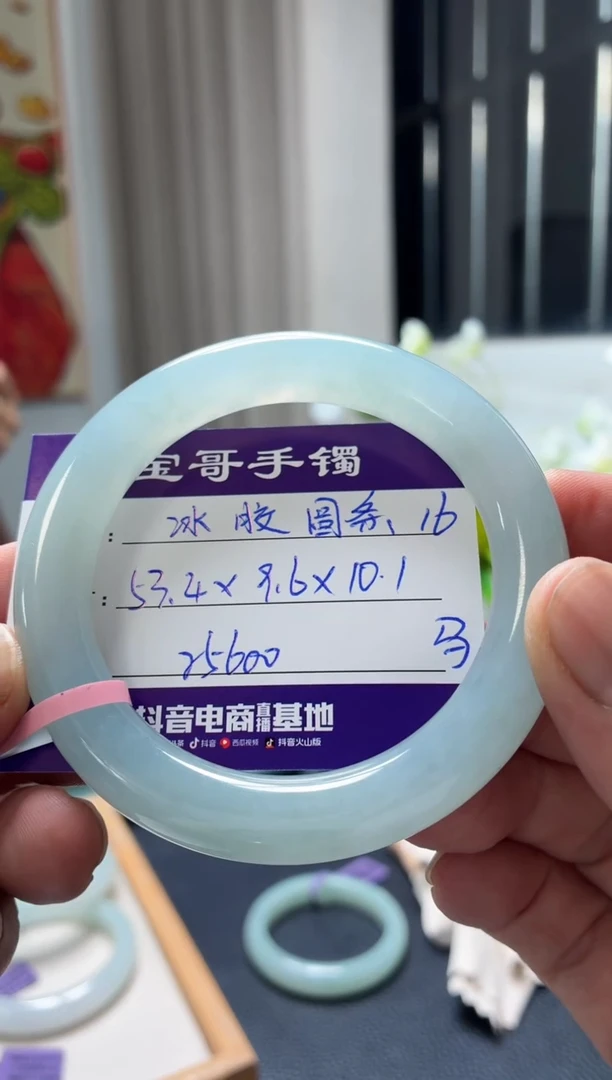 宝哥手镯
: 冰胶圆条、16
: 53.4×9.6×10.1
25600 马
抖音电商直播基地
抖音 西瓜视频 抖音火山版